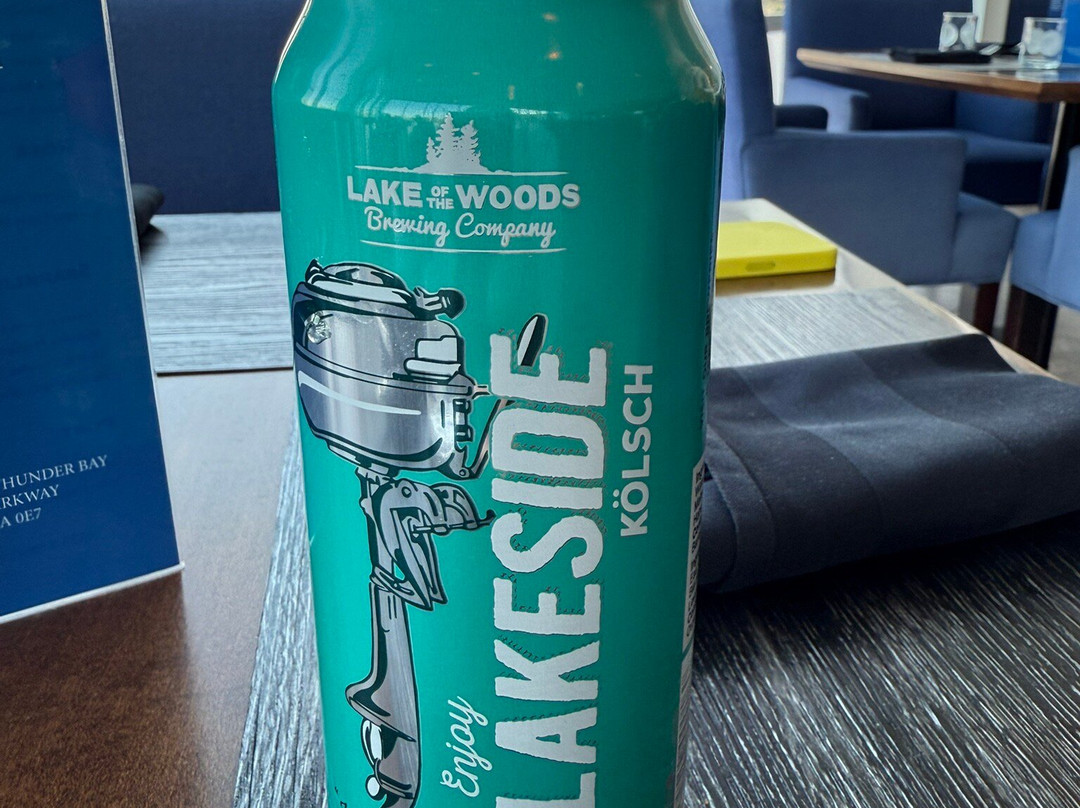 LAKE OF THE WOODS
Brewing Company
Enjoy
LAKESIDE
KÖLSCH
HUNDER BAY
RKWAY
A 0E7